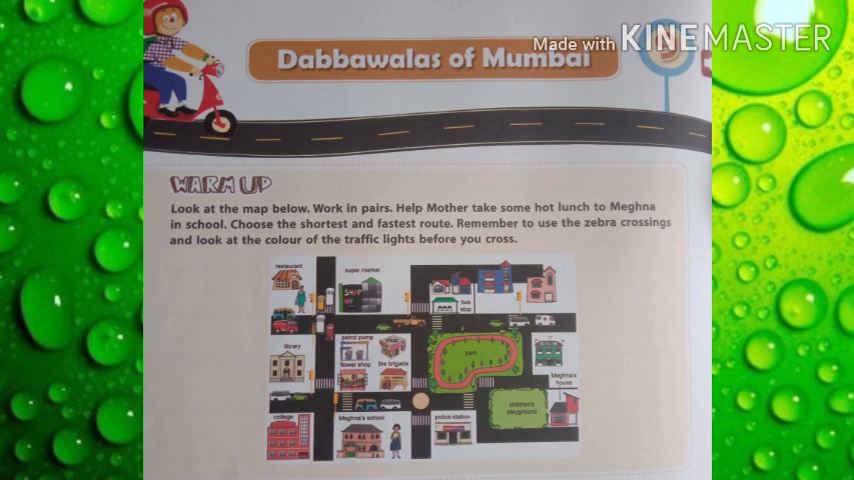 Made with KINEMASTER
Dabbawalas of Mumbai
WARM UP
Look at the map below. Work in pairs. Help Mother take some hot lunch to Meghna
in school. Choose the shortest and fastest route. Remember to use the zebra crossings
and look at the colour of the traffic lights before you cross.
restaurant
super market
SHOP
bus
stop
library
petrol pump
shop
park
flower shop
fire brigade
Meghna's
house
children's
playground
college
Meghna's school
police station